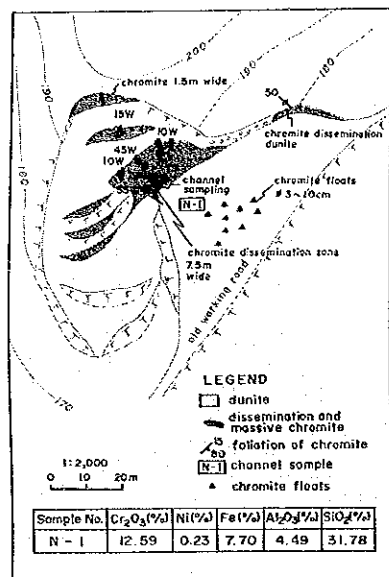 200
190
180
190
180
chromite 1.5m wide
15W
10W
45W
10W
50
chromite dissemination
dunite
channel
sampling
N-1
chromite floats
3~10cm
chromite dissemination zone
7.5m
wide
old working road
170
LEGEND
dunite
dissemination and
massive chromite
15
80
foliation of chromite
N-1 channel sample
chromite floats
1:2,000
0 10 20m
Sample No. Cr2O3(%) Ni(%) Fe(%) Al2O3(%) SiO2(%)
N-1 12.59 0.23 7.70 4.49 31.78